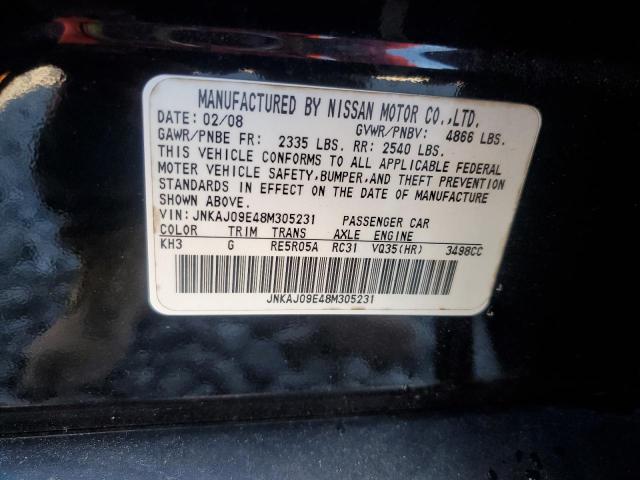 MANUFACTURED BY NISSAN MOTOR CO.,LTD.
DATE: 02/08 GVWR/PNBV: 4866 LBS.
GAWR/PNBE FR: 2335 LBS. RR: 2540 LBS.
THIS VEHICLE CONFORMS TO ALL APPLICABLE FEDERAL
MOTOR VEHICLE SAFETY,BUMPER,AND THEFT PREVENTION
STANDARDS IN EFFECT ON THE DATE OF MANUFACTURE
SHOWN ABOVE.
VIN: JNKAJ09E48M305231 PASSENGER CAR
COLOR TRIM TRANS AXLE ENGINE
KH3 G RE5R05A RC31 VQ35(HR) 3498CC
JNKAJ09E48M305231